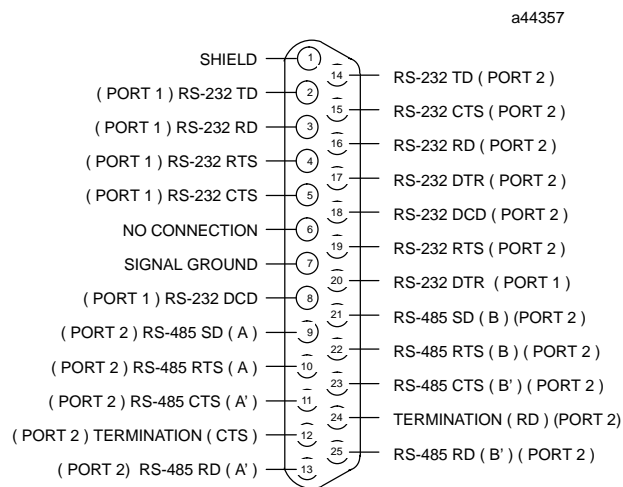 a44357
SHIELD 1
( PORT 1 ) RS-232 TD 2
( PORT 1 ) RS-232 RD 3
( PORT 1 ) RS-232 RTS 4
( PORT 1 ) RS-232 CTS 5
NO CONNECTION 6
SIGNAL GROUND 7
( PORT 1 ) RS-232 DCD 8
( PORT 2 ) RS-485 SD ( A ) 9
( PORT 2 ) RS-485 RTS ( A ) 10
( PORT 2 ) RS-485 CTS ( A' ) 11
( PORT 2 ) TERMINATION ( CTS ) 12
( PORT 2) RS-485 RD ( A' ) 13
14 RS-232 TD ( PORT 2 )
15 RS-232 CTS ( PORT 2 )
16 RS-232 RD ( PORT 2 )
17 RS-232 DTR ( PORT 2 )
18 RS-232 DCD ( PORT 2 )
19 RS-232 RTS ( PORT 2 )
20 RS-232 DTR ( PORT 1 )
21 RS-485 SD ( B ) (PORT 2 )
22 RS-485 RTS ( B ) ( PORT 2 )
23 RS-485 CTS ( B' ) ( PORT 2 )
24 TERMINATION ( RD ) (PORT 2)
25 RS-485 RD ( B' ) ( PORT 2 )